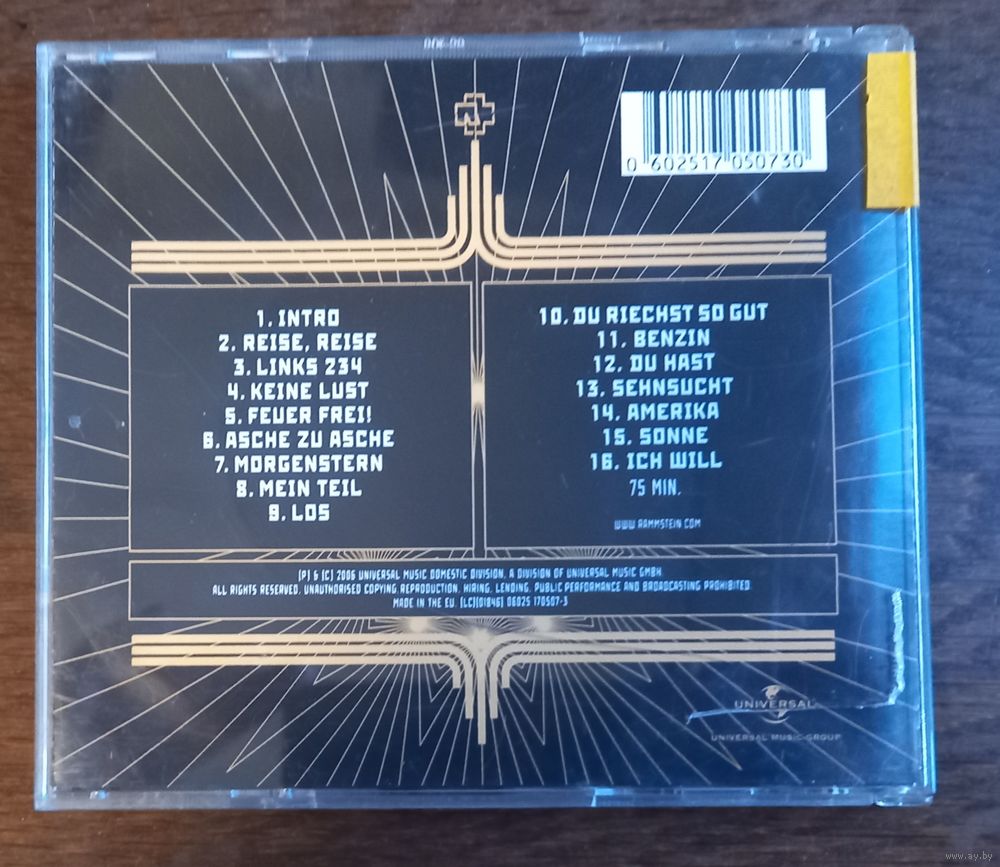 0 602517 050730
1. INTRO
2. REISE, REISE
3. LINKS 234
4. KEINE LUST
5. FEUER FREI!
6. ASCHE ZU ASCHE
7. MORGENSTERN
8. MEIN TEIL
9. LOS
10. DU RIECHST SO GUT
11. BENZIN
12. DU HAST
13. SEHNSUCHT
14. AMERIKA
15. SONNE
16. ICH WILL
75 MIN.
WWW.RAMMSTEIN.COM
(P) & (C) 2006 UNIVERSAL MUSIC DOMESTIC DIVISION, A DIVISION OF UNIVERSAL MUSIC GMBH.
ALL RIGHTS RESERVED. UNAUTHORISED COPYING, REPRODUCTION, HIRING, LENDING, PUBLIC PERFORMANCE AND BROADCASTING PROHIBITED.
MADE IN THE EU. (LC)(01846) 06025 170507-3
UNIVERSAL
UNIVERSAL MUSIC GROUP
www.ay.by